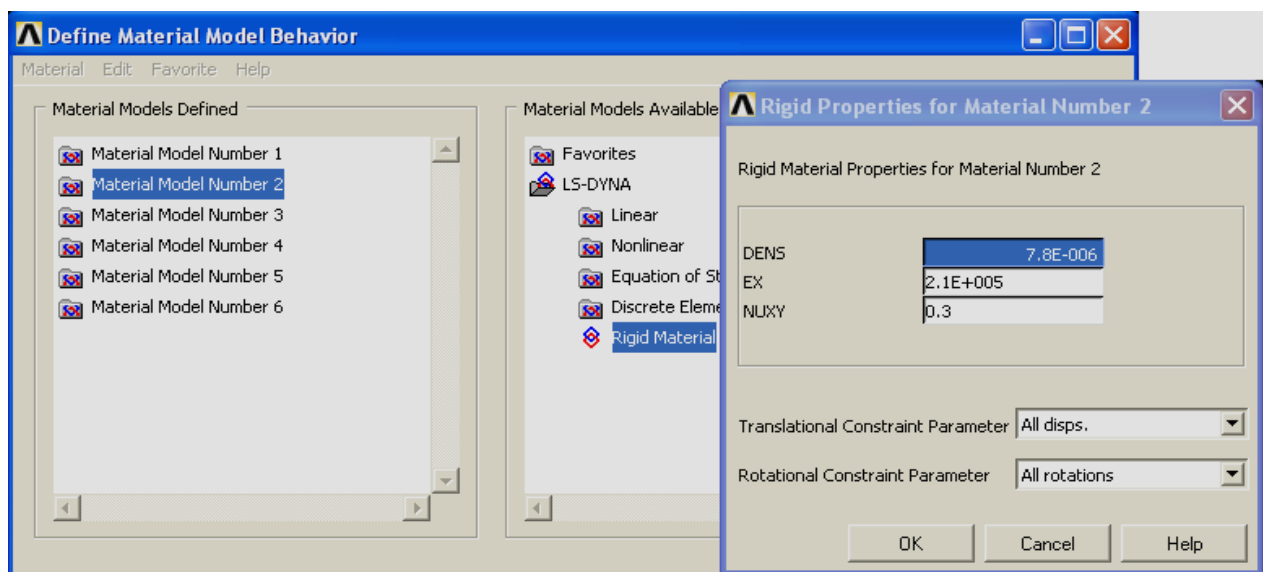 Define Material Model Behavior
Material Edit Favorite Help
Material Models Defined
Material Model Number 1
Material Model Number 2
Material Model Number 3
Material Model Number 4
Material Model Number 5
Material Model Number 6
Material Models Available
Favorites
LS-DYNA
Linear
Nonlinear
Equation of St
Discrete Eleme
Rigid Material
Rigid Properties for Material Number 2
Rigid Material Properties for Material Number 2
DENS 7.8E-006
EX 2.1E+005
NUXY 0.3
Translational Constraint Parameter All disps.
Rotational Constraint Parameter All rotations
OK Cancel Help